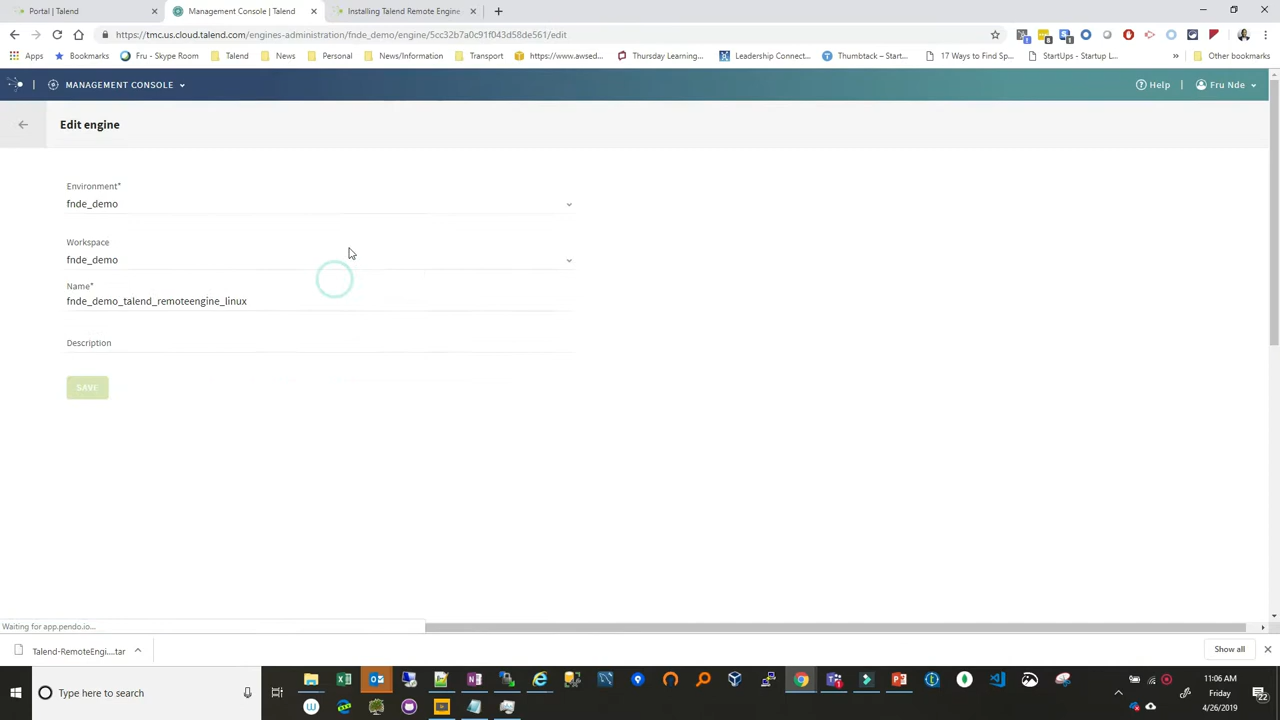 Portal | Talend
Management Console | Talend
Installing Talend Remote Engine
https://tmc.us.cloud.talend.com/engines-administration/fnde_demo/engine/5cc32b7a0c91f043d58de561/edit
Apps
Bookmarks
Fru - Skype Room
Talend
News
Personal
News/Information
Transport
https://www.awsed...
Thursday Learning...
Leadership Connect...
Thumbtack – Start...
17 Ways to Find Sp...
StartUps - Startup L...
»
Other bookmarks
MANAGEMENT CONSOLE
Help
Fru Nde
Edit engine
Environment*
fnde_demo
Workspace
fnde_demo
Name*
fnde_demo_talend_remoteengine_linux
Description
SAVE
Waiting for app.pendo.io...
Talend-RemoteEngi....tar
Show all
Type here to search
11:06 AM
Friday
4/26/2019
22